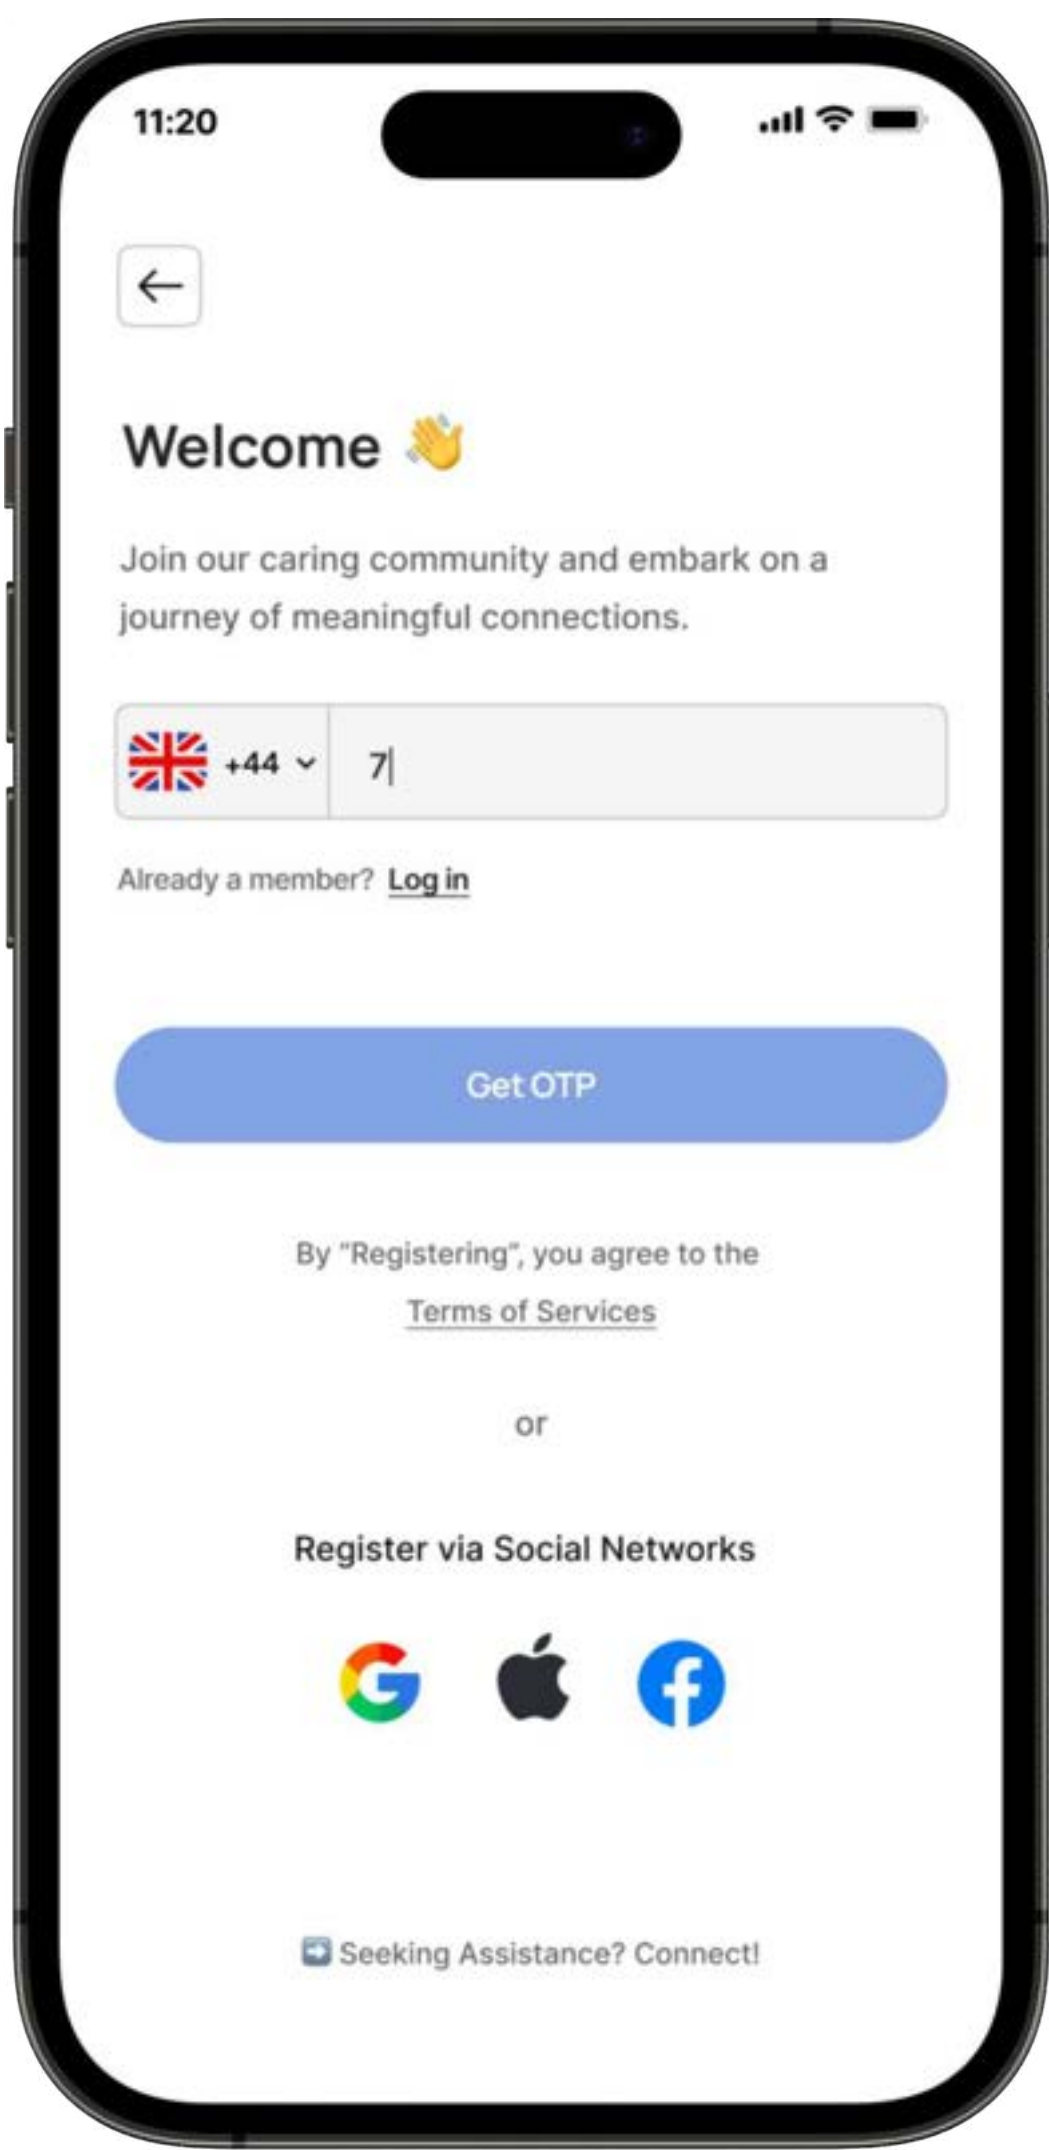 11:20
Welcome 👋
Join our caring community and embark on a
journey of meaningful connections.
+44 7
Already a member? Log in
Get OTP
By “Registering”, you agree to the
Terms of Services
or
Register via Social Networks
➡️ Seeking Assistance? Connect!